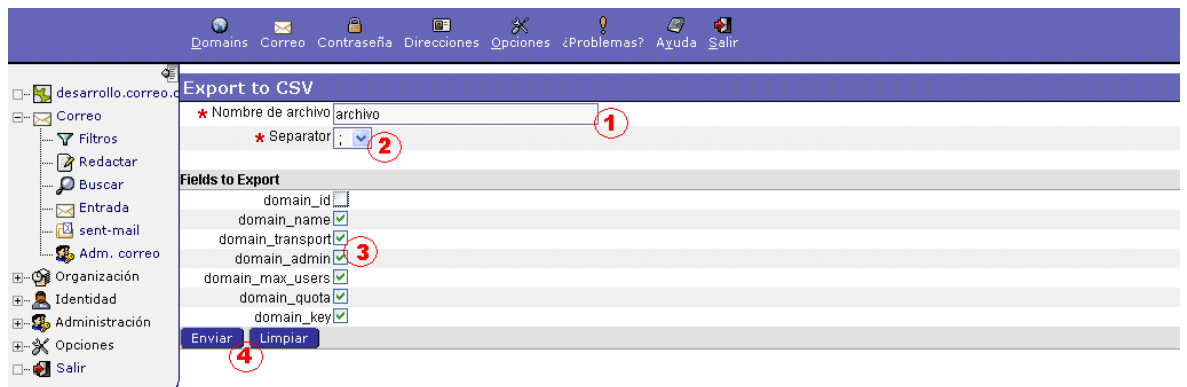 Domains Correo Contraseña Direcciones Opciones ¿Problemas? Ayuda Salir
desarrollo.correo.c
Correo
Filtros
Redactar
Buscar
Entrada
sent-mail
Adm. correo
Organización
Identidad
Administración
Opciones
Salir
Export to CSV
* Nombre de archivo archivo 1
* Separator ; 2
Fields to Export
domain_id
domain_name
domain_transport
domain_admin 3
domain_max_users
domain_quota
domain_key
Enviar Limpiar
4